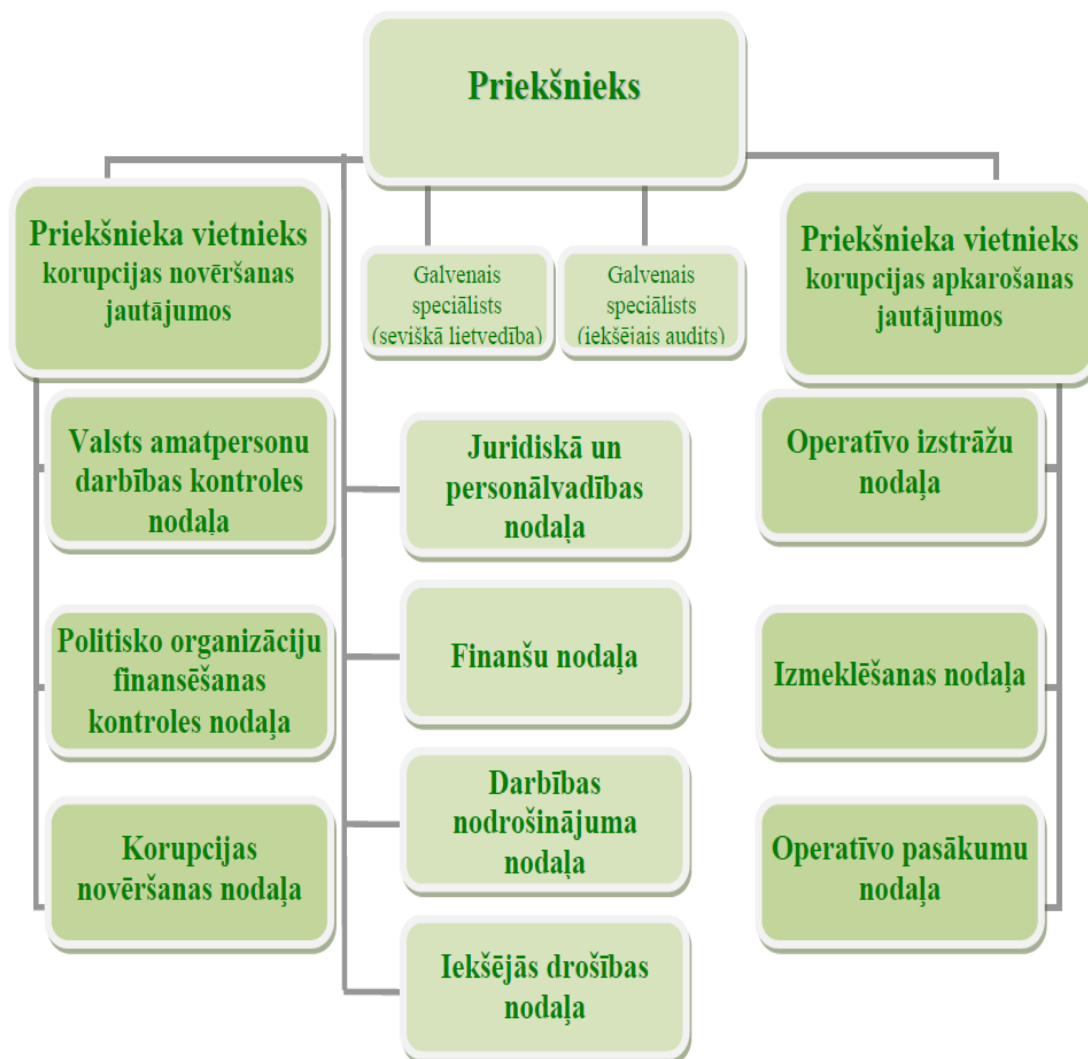 Priekšnieks
Priekšnieka vietnieks
korupcijas novēršanas
jautājumos
Galvenais
speciālists
(sevišķā lietvedība)
Galvenais
speciālists
(iekšējais audits)
Priekšnieka vietnieks
korupcijas apkarošanas
jautājumos
Valsts amatpersonu
darbības kontroles
nodaļa
Politisko organizāciju
finansēšanas
kontroles nodaļa
Korupcijas
novēršanas nodaļa
Juridiskā un
personālvadības
nodaļa
Finanšu nodaļa
Darbības
nodrošinājuma
nodaļa
Iekšējās drošības
nodaļa
Operatīvo izstrāžu
nodaļa
Izmeklēšanas nodaļa
Operatīvo pasākumu
nodaļa